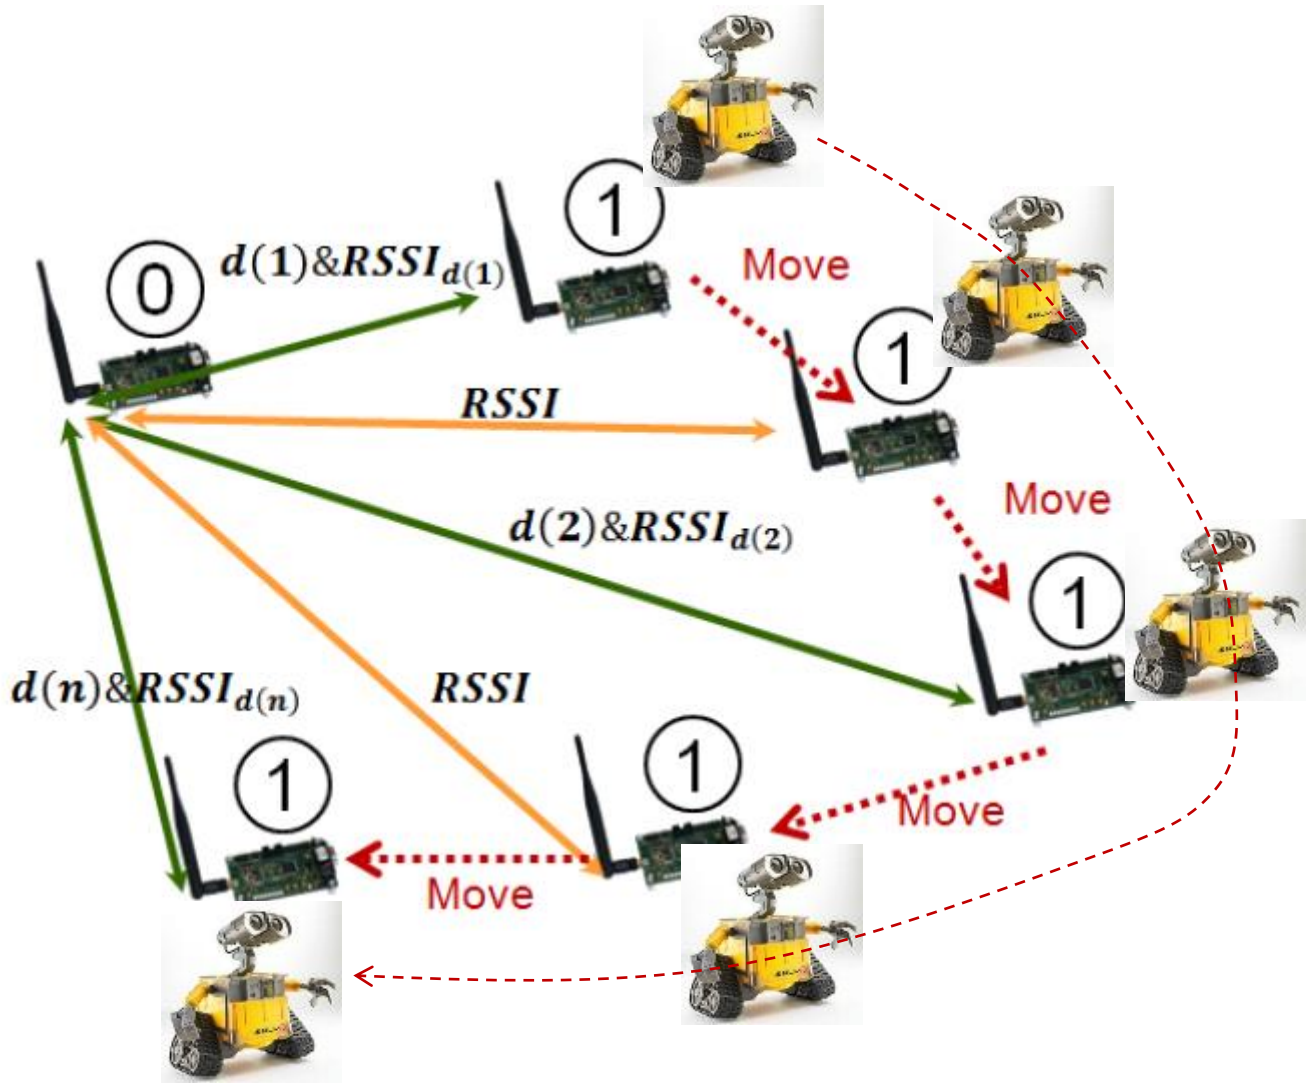 1
d(1)&RSSI_d(1)
0
Move
1
RSSI
Move
d(2)&RSSI_d(2)
1
d(n)&RSSI_d(n)
RSSI
1
1
Move
Move